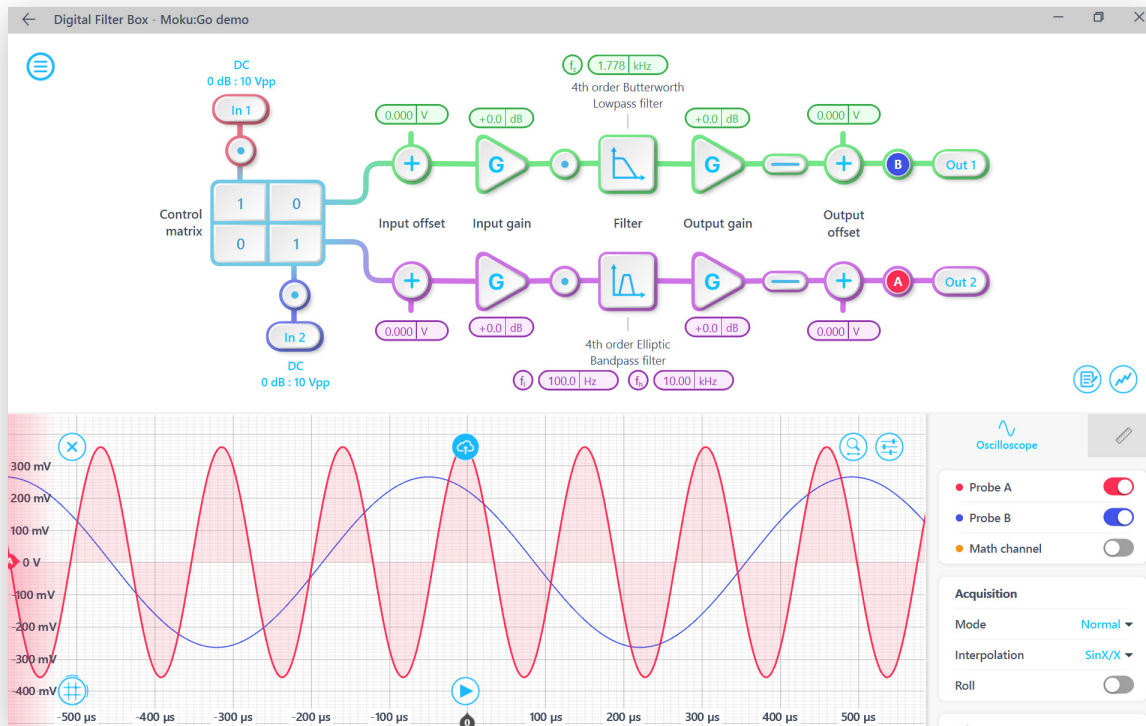 Digital Filter Box - Moku:Go demo
DC
0 dB : 10 Vpp
In 1
fc 1.778 kHz
4th order Butterworth
Lowpass filter
0.000 V
+0.0 dB
+0.0 dB
0.000 V
G
G
B
Out 1
Control
matrix
1 0
0 1
Input offset
Input gain
Filter
Output gain
Output
offset
G
G
A
Out 2
0.000 V
+0.0 dB
+0.0 dB
0.000 V
In 2
DC
0 dB : 10 Vpp
4th order Elliptic
Bandpass filter
fl 100.0 Hz fh 10.00 kHz
300 mV
200 mV
100 mV
0 V
-100 mV
-200 mV
-300 mV
-400 mV
A
-500 µs
-400 µs
-300 µs
-200 µs
-100 µs
0
100 µs
200 µs
300 µs
400 µs
500 µs
Oscilloscope
Probe A
Probe B
Math channel
Acquisition
Mode Normal
Interpolation SinX/X
Roll